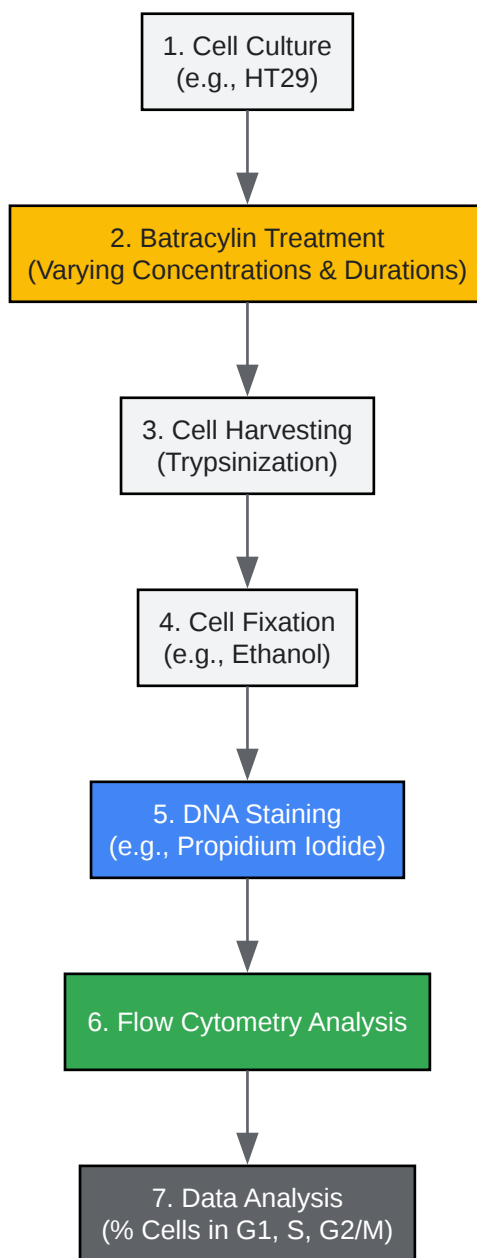 1. Cell Culture
(e.g., HT29)
2. Batracylin Treatment
(Varying Concentrations & Durations)
3. Cell Harvesting
(Trypsinization)
4. Cell Fixation
(e.g., Ethanol)
5. DNA Staining
(e.g., Propidium Iodide)
6. Flow Cytometry Analysis
7. Data Analysis
(% Cells in G1, S, G2/M)